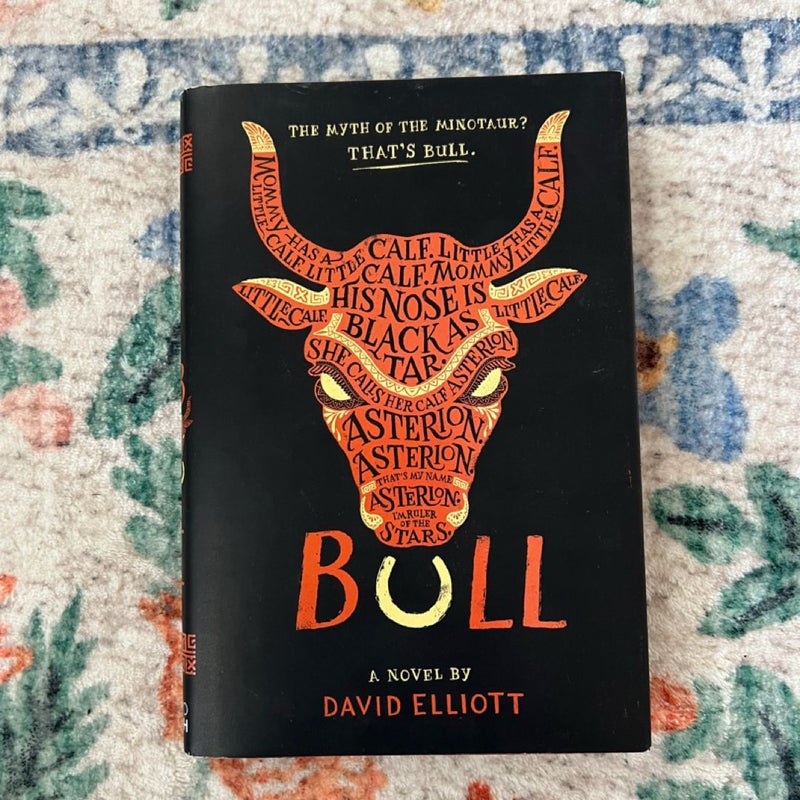 THE MYTH OF THE MINOTAUR?
THAT'S BULL.
MOMMY HAS A
LITTLE CALF. LITTLE
CALF. LITTLE HAS A
CALF. MOMMY LITTLE CALF.
LITTLE CALF.
HIS NOSE IS
LITTLE CALF.
BLACK AS
TAR.
SHE CALLS HER CALF ASTERION.
ASTERION.
ASTERION.
THAT'S MY NAME
ASTERION.
I'M RULER
OF THE
STARS.
BULL
A NOVEL BY
DAVID ELLIOTT